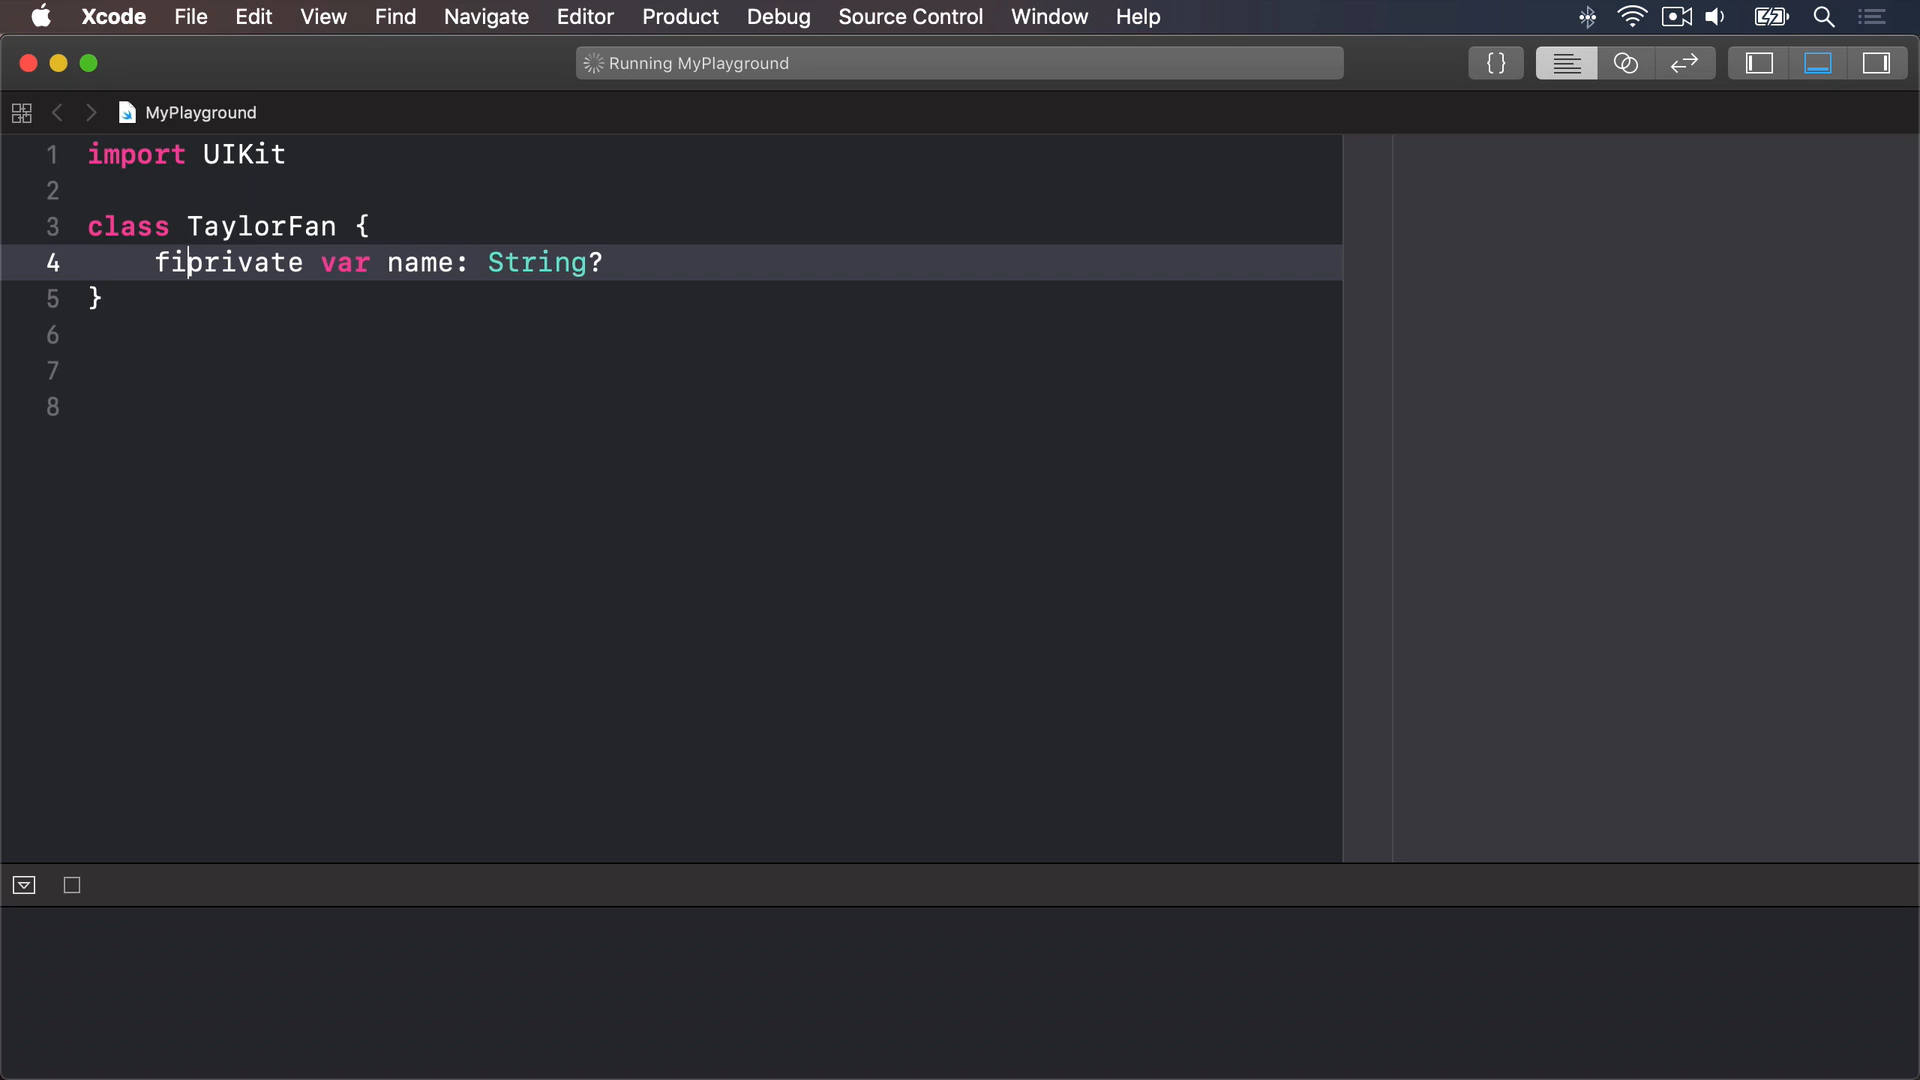 Xcode File Edit View Find Navigate Editor Product Debug Source Control Window Help
Running MyPlayground
{}
MyPlayground
1 import UIKit
2
3 class TaylorFan {
4 fiprivate var name: String?
5 }
6
7
8